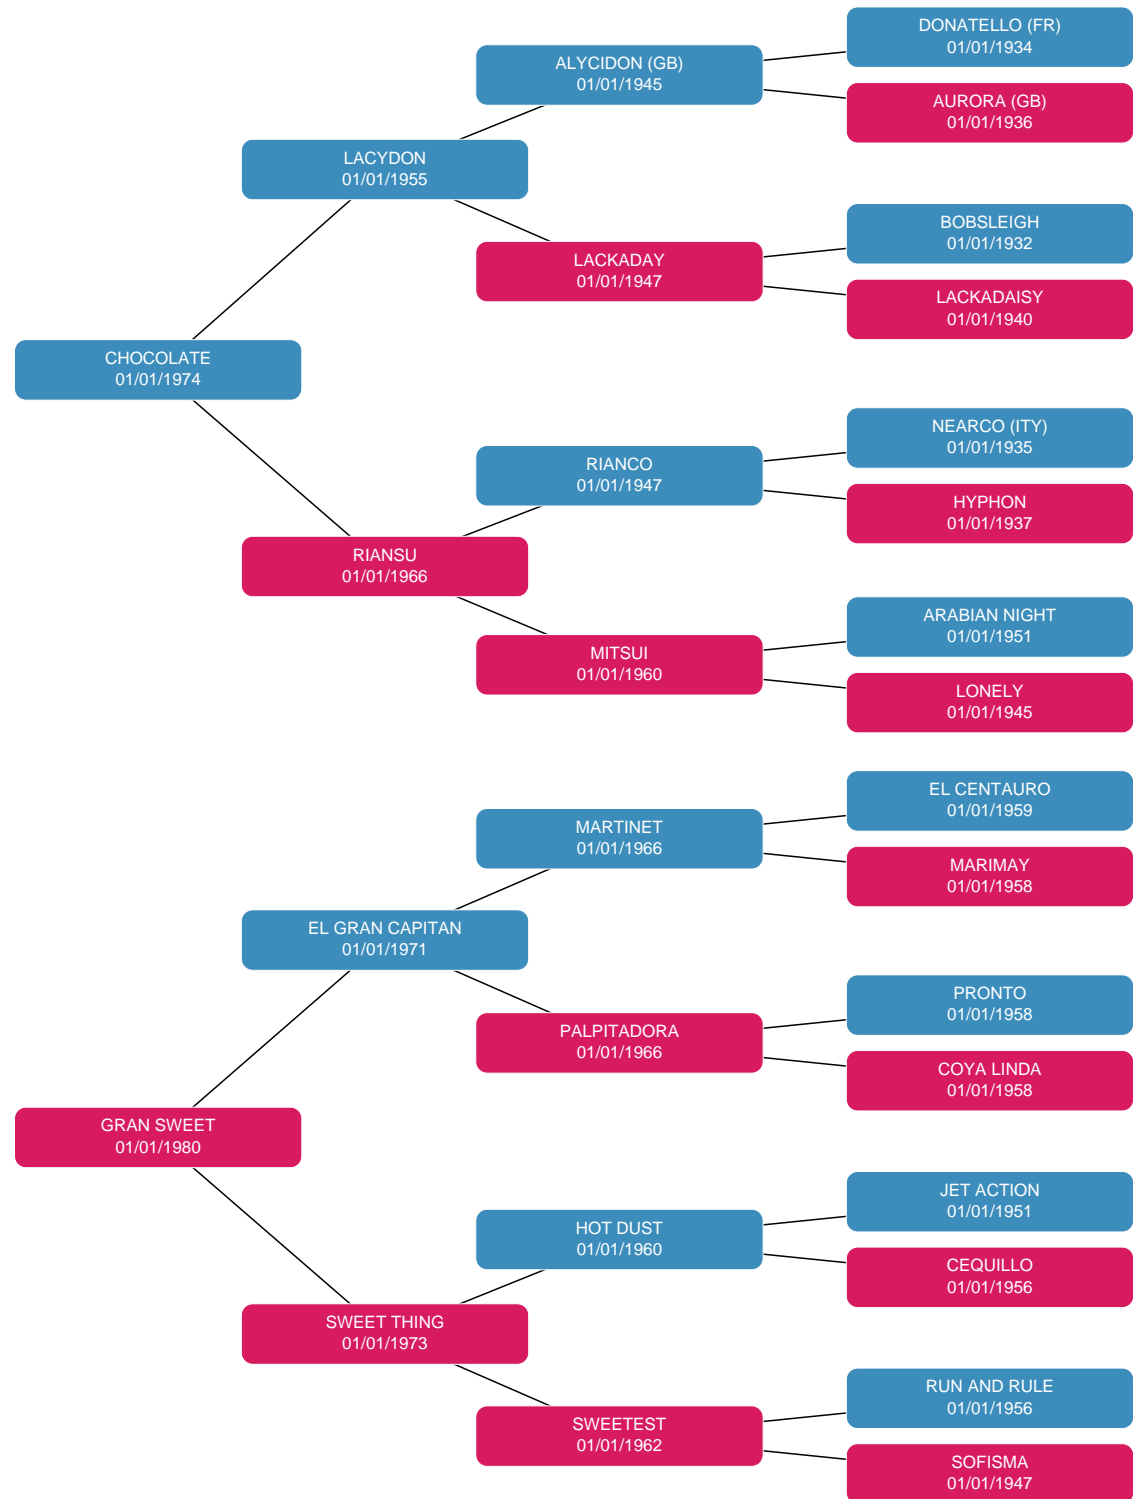 DONATELLO (FR)
01/01/1934
ALYCIDON (GB)
01/01/1945
AURORA (GB)
01/01/1936
LACYDON
01/01/1955
BOBSLEIGH
01/01/1932
LACKADAY
01/01/1947
LACKADAISY
01/01/1940
CHOCOLATE
01/01/1974
NEARCO (ITY)
01/01/1935
RIANCO
01/01/1947
HYPHON
01/01/1937
RIANSU
01/01/1966
ARABIAN NIGHT
01/01/1951
MITSUI
01/01/1960
LONELY
01/01/1945
EL CENTAURO
01/01/1959
MARTINET
01/01/1966
MARIMAY
01/01/1958
EL GRAN CAPITAN
01/01/1971
PRONTO
01/01/1958
PALPITADORA
01/01/1966
COYA LINDA
01/01/1958
GRAN SWEET
01/01/1980
JET ACTION
01/01/1951
HOT DUST
01/01/1960
CEQUILLO
01/01/1956
SWEET THING
01/01/1973
RUN AND RULE
01/01/1956
SWEETEST
01/01/1962
SOFISMA
01/01/1947